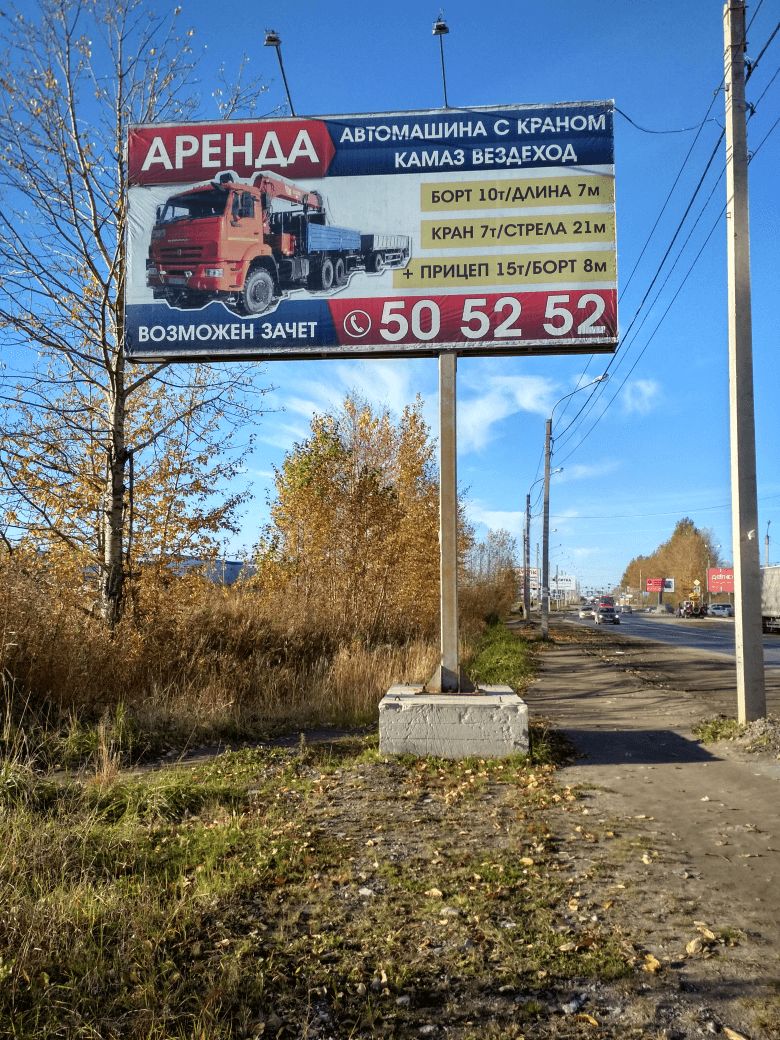 АРЕНДА
АВТОМАШИНА С КРАНОМ
КАМАЗ ВЕЗДЕХОД
БОРТ 10т/ДЛИНА 7м
КРАН 7т/СТРЕЛА 21м
+ ПРИЦЕП 15т/БОРТ 8м
ВОЗМОЖЕН ЗАЧЕТ
50 52 52